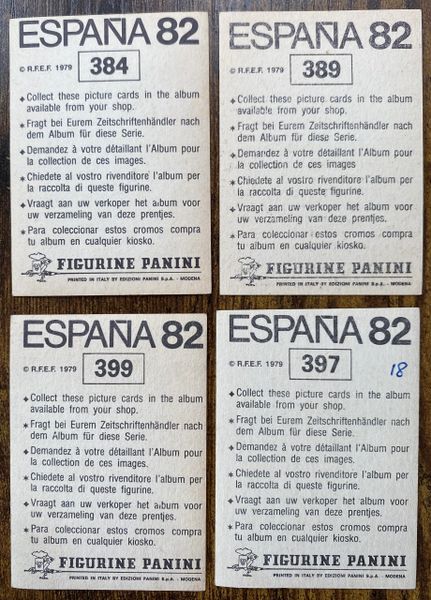 ESPAÑA 82
© R.F.E.F. 1979 384
Collect these picture cards in the album
available from your shop.
Fragt bei Eurem Zeitschriftenhändler nach
dem Album für diese Serie.
Demandez à votre détaillant l'Album pour
la collection de ces images.
Chiedete al vostro rivenditore l'album per
la raccolta di queste figurine.
Vraagt aan uw verkoper het album voor
uw verzameling van deze prentjes.
Para coleccionar estos cromos compra
tu album en cualquier kiosko.
FIGURINE PANINI
PRINTED IN ITALY BY EDIZIONI PANINI S.p.A. - MODENA
ESPAÑA 82
© R.F.E.F. 1979 389
Collect these picture cards in the album
available from your shop.
Fragt bei Eurem Zeitschriftenhändler nach
dem Album für diese Serie.
Demandez à votre détaillant l'Album pour
la collection de ces images
Chiedete al vostro rivenditore l'album per
la raccolta di queste figurine.
Vraagt aan uw verkoper het album voor
uw verzameling van deze prentjes.
Para coleccionar estos cromos compra
tu album en cualquier kiosko.
FIGURINE PANINI
PRINTED IN ITALY BY EDIZIONI PANINI S.p.A. - MODENA
ESPAÑA 82
© R.F.E.F. 1979 399
Collect these picture cards in the album
available from your shop.
Fragt bei Eurem Zeitschriftenhändler nach
dem Album für diese Serie.
Demandez à votre détaillant l'Album pour
la collection de ces images.
Chiedete al vostro rivenditore l'album per
la raccolta di queste figurine.
Vraagt aan uw verkoper het album voor
uw verzameling van deze prentjes.
Para coleccionar estos cromos compra
tu album en cualquier kiosko.
FIGURINE PANINI
PRINTED IN ITALY BY EDIZIONI PANINI S.p.A. - MODENA
ESPAÑA 82
© R.F.E.F. 1979 397 18
Collect these picture cards in the album
available from your shop.
Fragt bei Eurem Zeitschriftenhändler nach
dem Album für diese Serie.
Demandez à votre détaillant l'Album pour
la collection de ces images.
Chiedete al vostro rivenditore l'album per
la raccolta di queste figurine.
Vraagt aan uw verkoper het album voor
uw verzameling van deze prentjes.
Para coleccionar estos cromos compra
tu album en cualquier kiosko.
FIGURINE PANINI
PRINTED IN ITALY BY EDIZIONI PANINI S.p.A. - MODENA